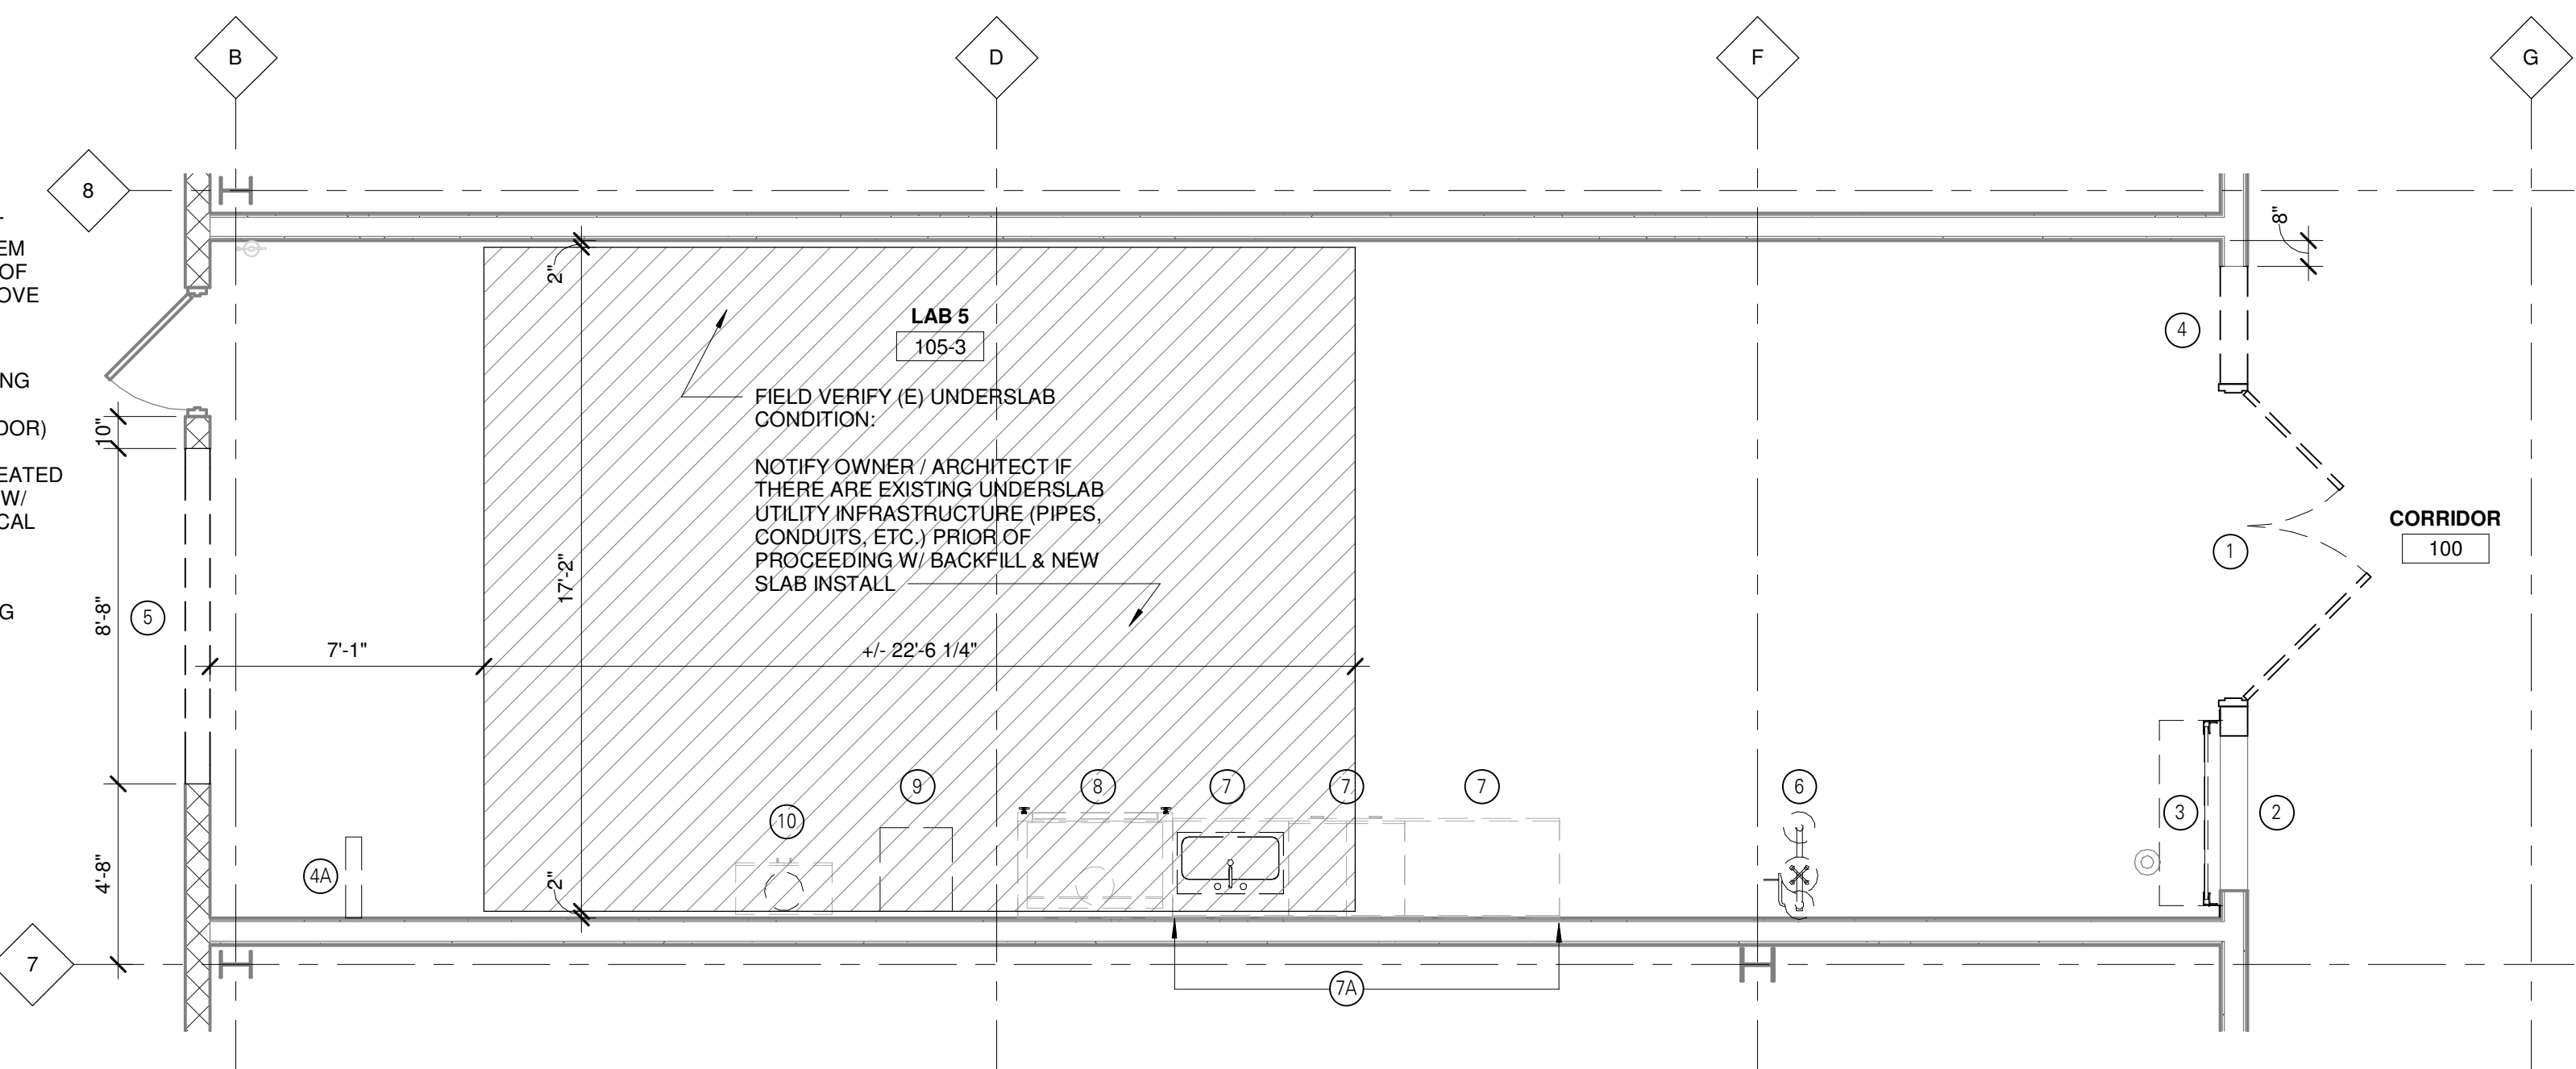 B
D
F
G
8
EM
OF
OVE
NG
OOR)
EATED
W/
CAL
G
2"
8"
LAB 5
105-3
4
FIELD VERIFY (E) UNDERSLAB
CONDITION:
10"
NOTIFY OWNER / ARCHITECT IF
THERE ARE EXISTING UNDERSLAB
UTILITY INFRASTRUCTURE (PIPES,
CONDUITS, ETC.) PRIOR OF
PROCEEDING W/ BACKFILL & NEW
SLAB INSTALL
CORRIDOR
100
1
17'-2"
8'-8"
5
7'-1"
+/- 22'-6 1/4"
10
9
8
7
7
7
6
3
2
4A
4'-8"
2"
7
7A